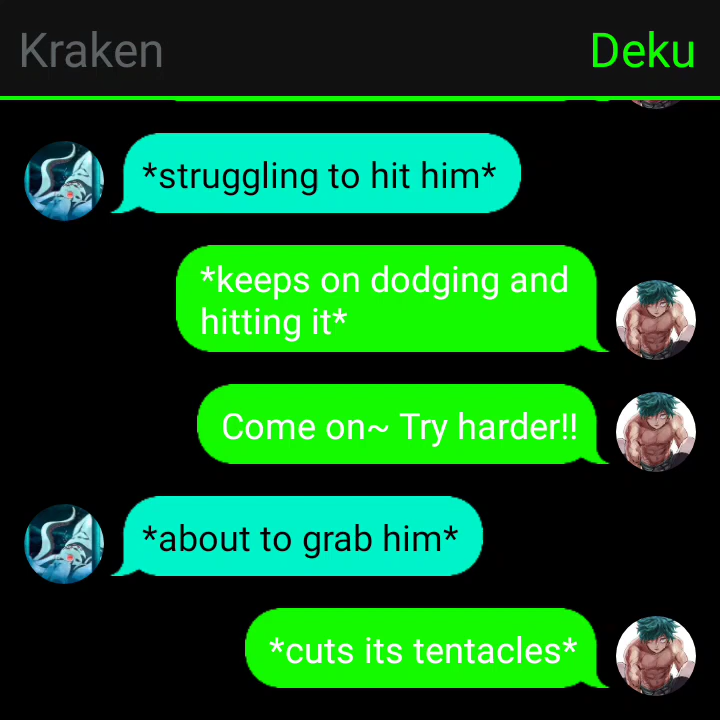 Kraken
Deku
*struggling to hit him*
*keeps on dodging and
hitting it*
Come on~ Try harder!!
*about to grab him*
*cuts its tentacles*